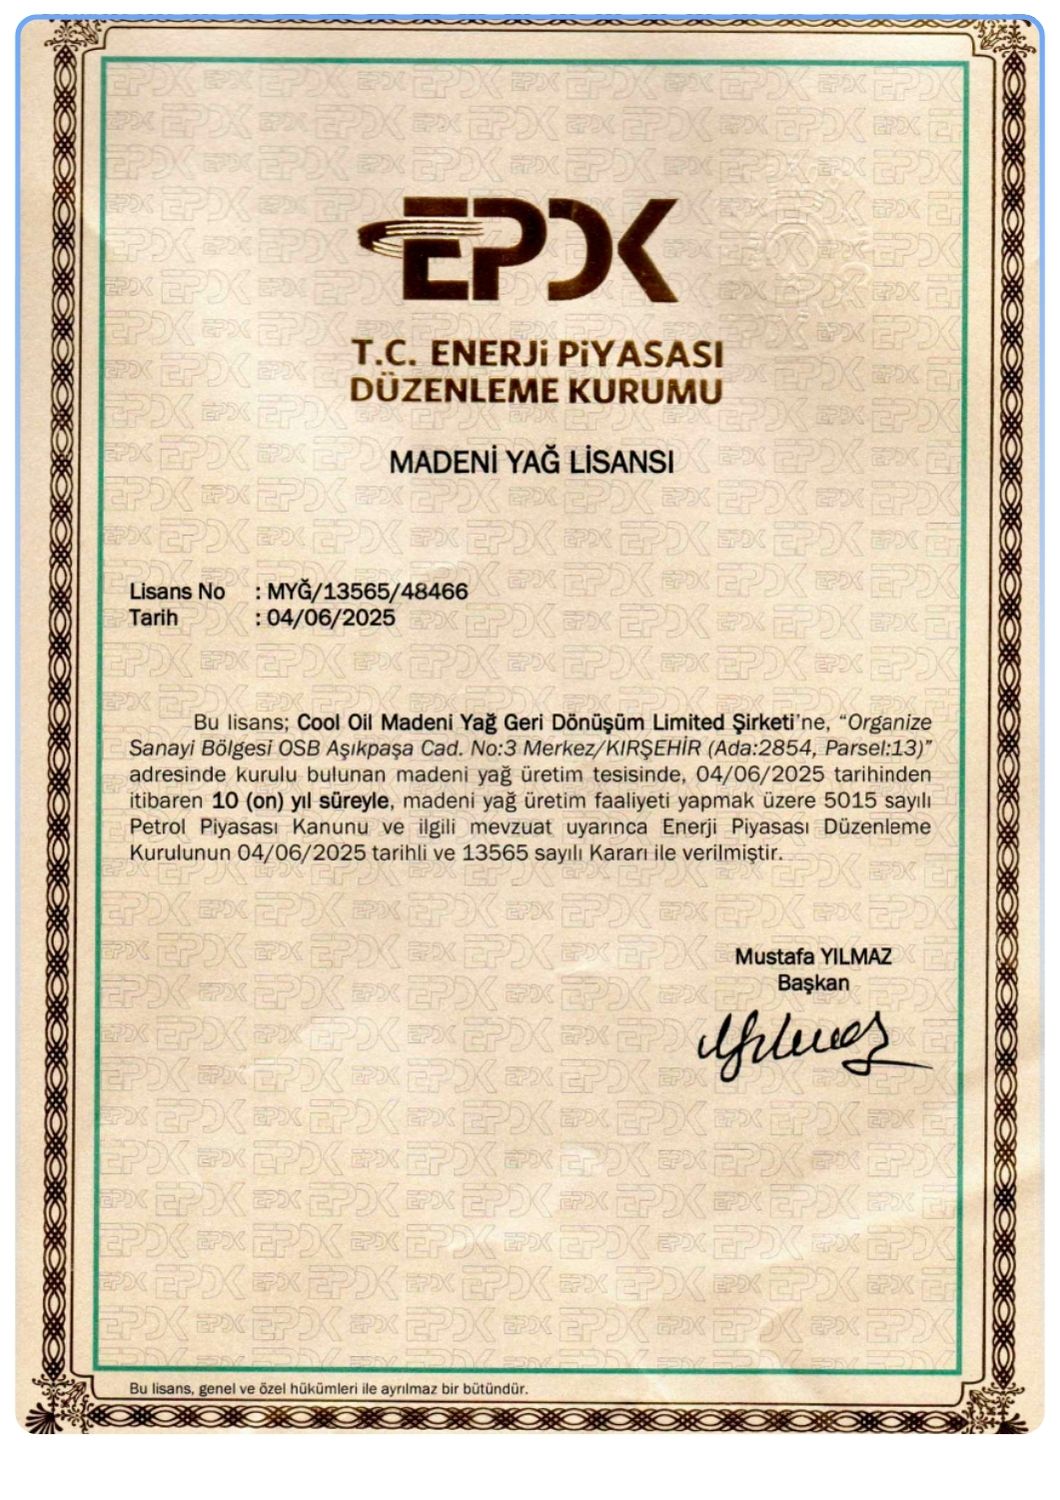 EPDK
T.C. ENERJİ PİYASASI
DÜZENLEME KURUMU
MADENİ YAĞ LİSANSI
Lisans No : MYĞ/13565/48466
Tarih : 04/06/2025
Bu lisans; Cool Oil Madeni Yağ Geri Dönüşüm Limited Şirketi'ne, “Organize
Sanayi Bölgesi OSB Aşıkpaşa Cad. No:3 Merkez/KIRŞEHİR (Ada:2854, Parsel:13)”
adresinde kurulu bulunan madeni yağ üretim tesisinde, 04/06/2025 tarihinden
itibaren 10 (on) yıl süreyle, madeni yağ üretim faaliyeti yapmak üzere 5015 sayılı
Petrol Piyasası Kanunu ve ilgili mevzuat uyarınca Enerji Piyasası Düzenleme
Kurulunun 04/06/2025 tarihli ve 13565 sayılı Kararı ile verilmiştir.
Mustafa YILMAZ
Başkan
Bu lisans, genel ve özel hükümleri ile ayrılmaz bir bütündür.